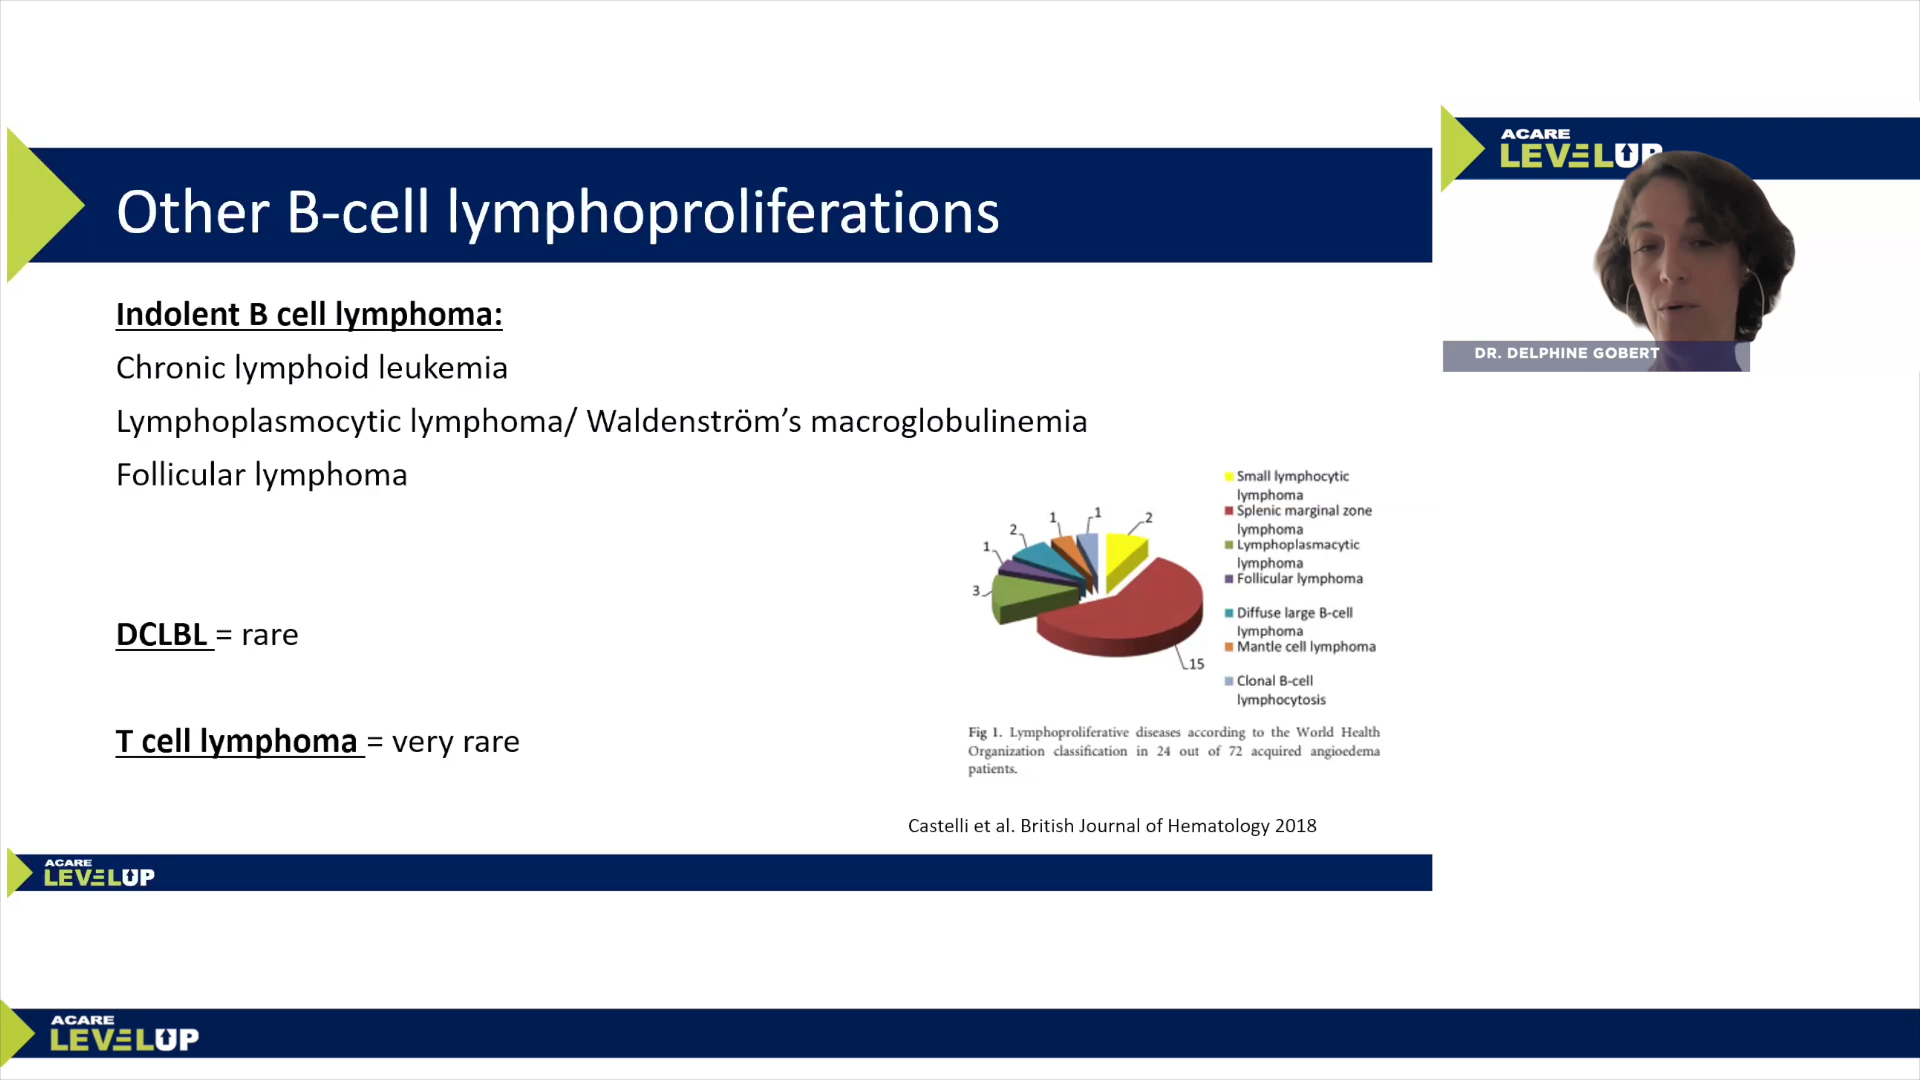 Other B-cell lymphoproliferations
ACARE
LEVELUP
DR. DELPHINE GOBERT
Indolent B cell lymphoma:
Chronic lymphoid leukemia
Lymphoplasmocytic lymphoma/ Waldenström’s macroglobulinemia
Follicular lymphoma
DCLBL = rare
T cell lymphoma = very rare
1
1
2
2
1
3
15
Small lymphocytic
lymphoma
Splenic marginal zone
lymphoma
Lymphoplasmacytic
lymphoma
Follicular lymphoma
Diffuse large B-cell
lymphoma
Mantle cell lymphoma
Clonal B-cell
lymphocytosis
Fig 1. Lymphoproliferative diseases according to the World Health
Organization classification in 24 out of 72 acquired angioedema
patients.
Castelli et al. British Journal of Hematology 2018
ACARE
LEVELUP
ACARE
LEVELUP